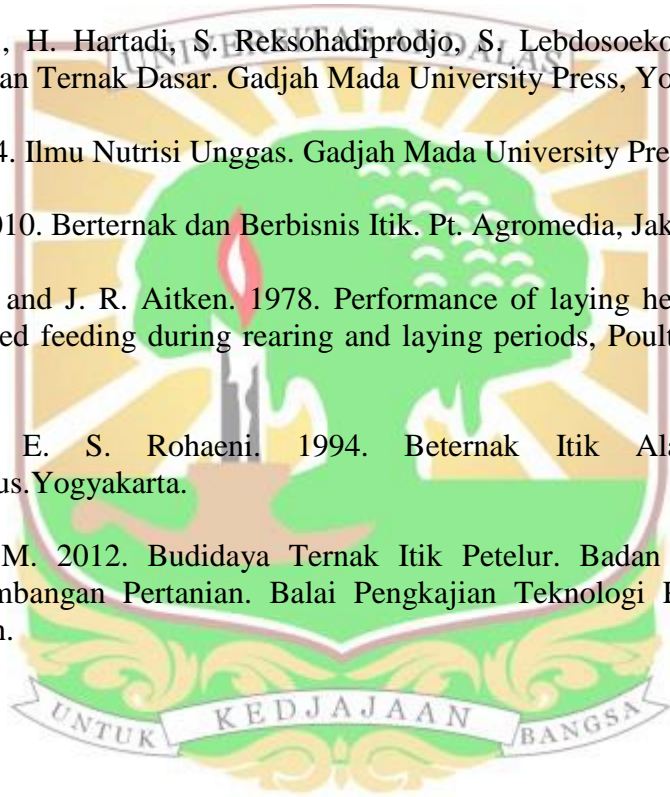 UNIVERSITAS ANDALAS
, H. Hartadi, S. Reksohadiprodjo, S. Lebdosoeko
an Ternak Dasar. Gadjah Mada University Press, Yo
4. Ilmu Nutrisi Unggas. Gadjah Mada University Pre
010. Berternak dan Berbisnis Itik. Pt. Agromedia, Jak
and J. R. Aitken. 1978. Performance of laying he
ed feeding during rearing and laying periods, Poult
E. S. Rohaeni. 1994. Beternak Itik Ala
us.Yogyakarta.
M. 2012. Budidaya Ternak Itik Petelur. Badan
mbangan Pertanian. Balai Pengkajian Teknologi P
n.
UNTUK KEDJAJAAN BANGSA